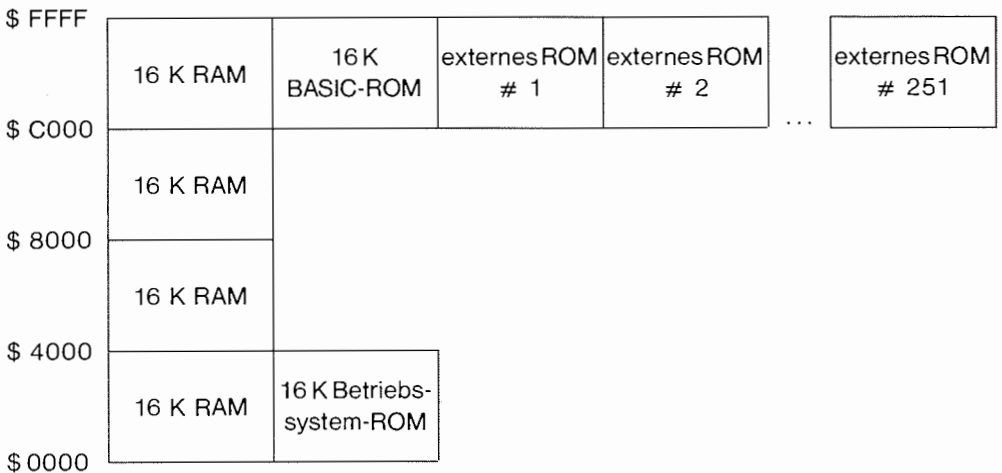 $ FFFF
16 K RAM
16 K
BASIC-ROM
externes ROM
# 1
externes ROM
# 2
externes ROM
# 251
$ C000
...
16 K RAM
$ 8000
16 K RAM
$ 4000
16 K RAM
16 K Betriebs-
system-ROM
$ 0000